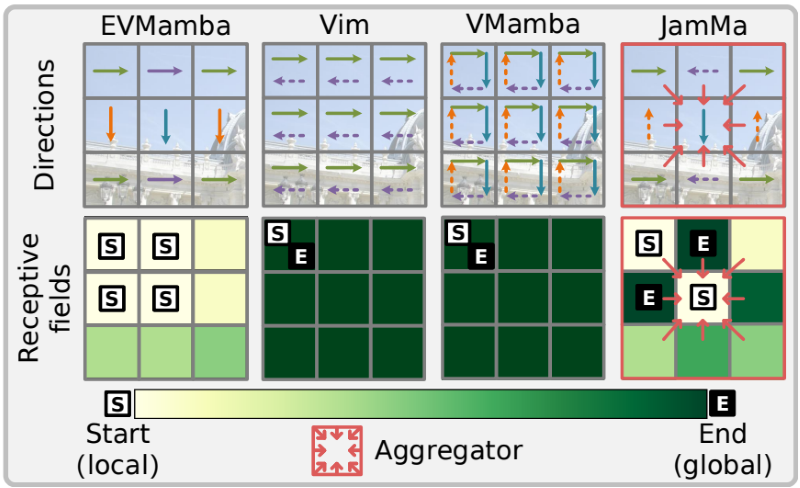 EVMamba Vim VMamba JamMa
Directions
Receptive
fields
S S
S S
S
E
S
E
S E
E S
S E
Start
(local)
Aggregator
End
(global)